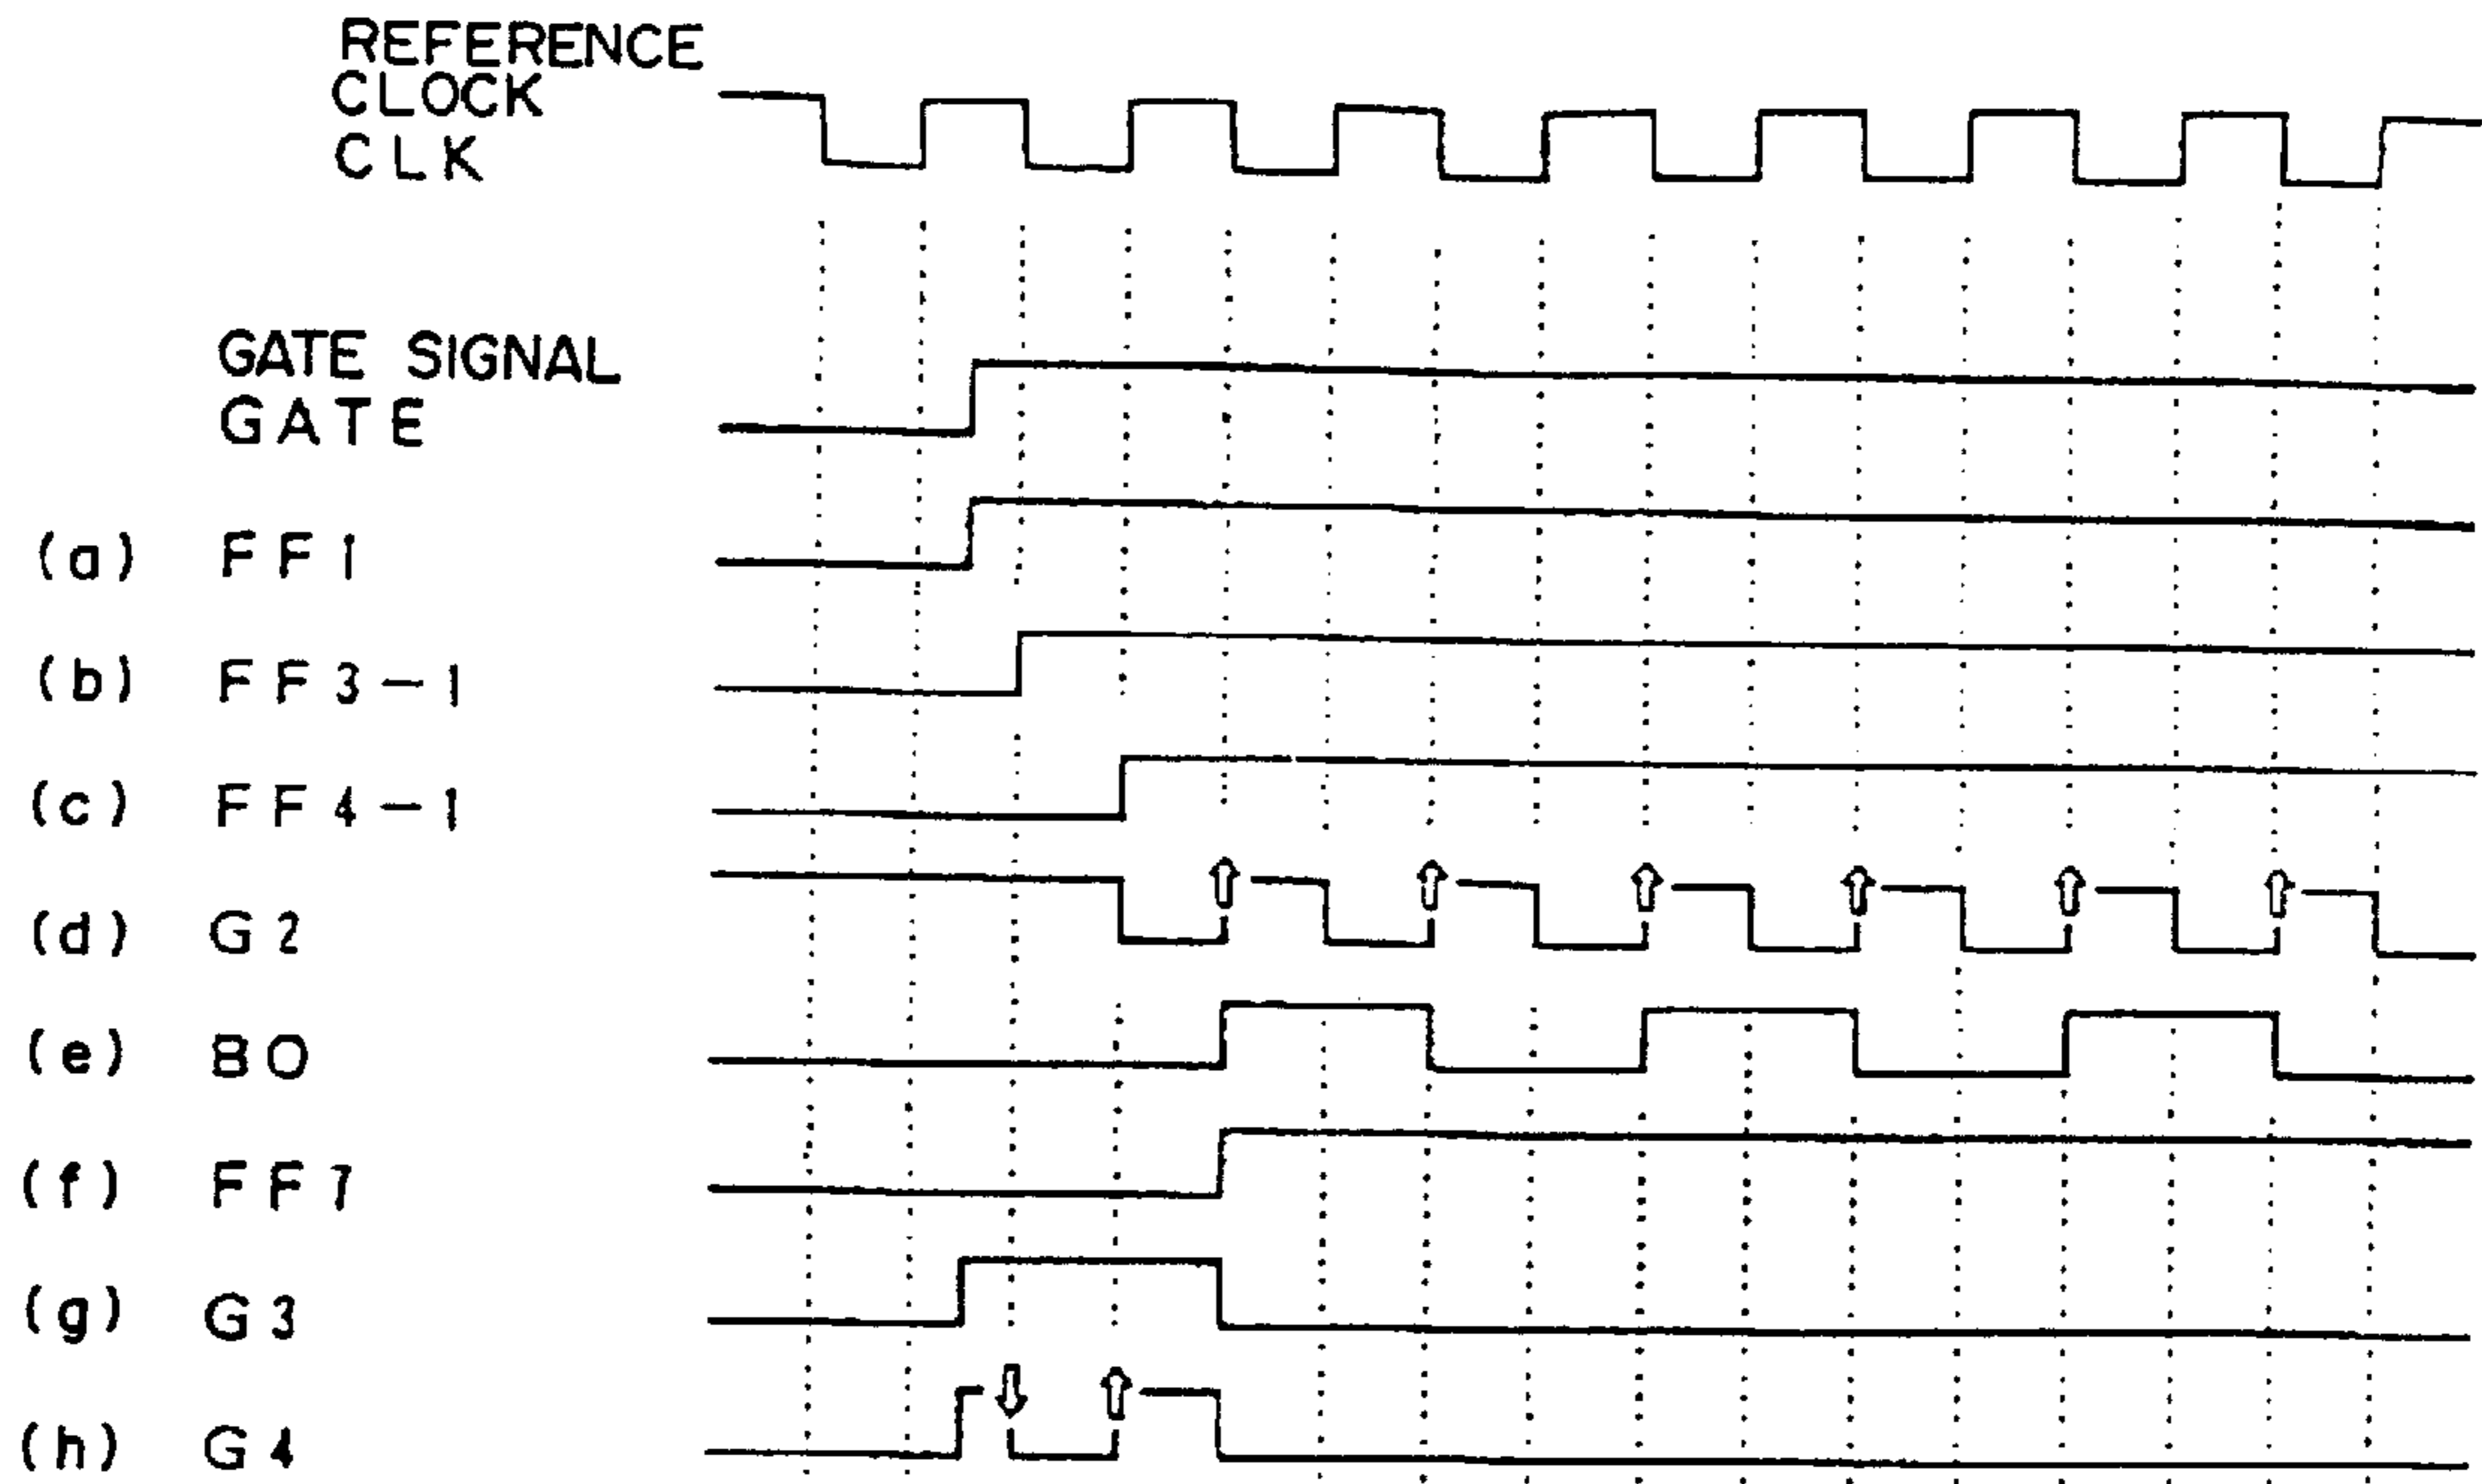 REFERENCE
CLOCK
CLK
GATE SIGNAL
GATE
(a) FF1
(b) FF3-1
(c) FF4-1
(d) G2
(e) BO
(f) FF7
(g) G3
(h) G4